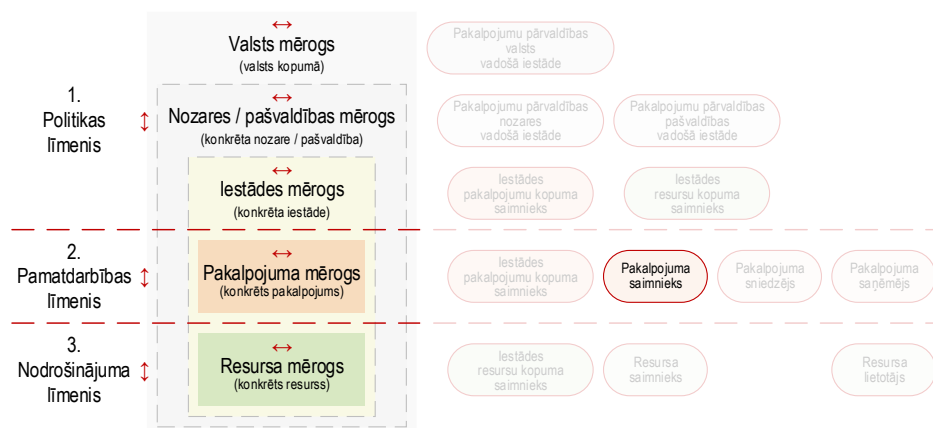 Valsts mērogs
(valsts kopumā)
Pakalpojumu pārvaldības
valsts
vadošā iestāde
1.
Politikas
līmenis
Nozares / pašvaldības mērogs
(konkrēta nozare / pašvaldība)
Pakalpojumu pārvaldības
nozares
vadošā iestāde
Pakalpojumu pārvaldības
pašvaldības
vadošā iestāde
Iestādes mērogs
(konkrēta iestāde)
Iestādes
pakalpojumu kopuma
saimnieks
Iestādes
resursu kopuma
saimnieks
2.
Pamatdarbības
līmenis
Pakalpojuma mērogs
(konkrēts pakalpojums)
Iestādes
pakalpojumu kopuma
saimnieks
Pakalpojuma
saimnieks
Pakalpojuma
sniedzējs
Pakalpojuma
saņēmējs
3.
Nodrošinājuma
līmenis
Resursa mērogs
(konkrēts resurss)
Iestādes
resursu kopuma
saimnieks
Resursa
saimnieks
Resursa
lietotājs